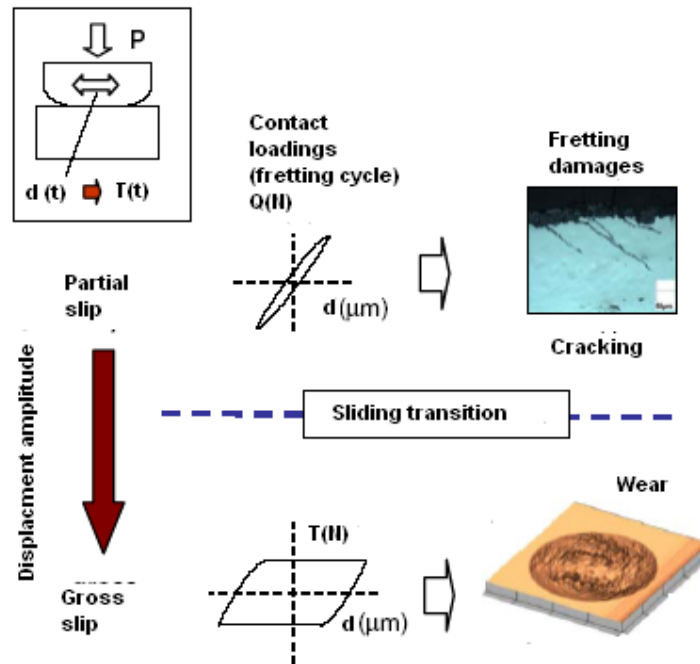 P
d (t) T(t)
Contact
loadings
(fretting cycle)
Q(N)
d(μm)
Fretting
damages
Cracking
Partial
slip
Displacment amplitude
Sliding transition
Wear
T(N)
d(μm)
Gross
slip